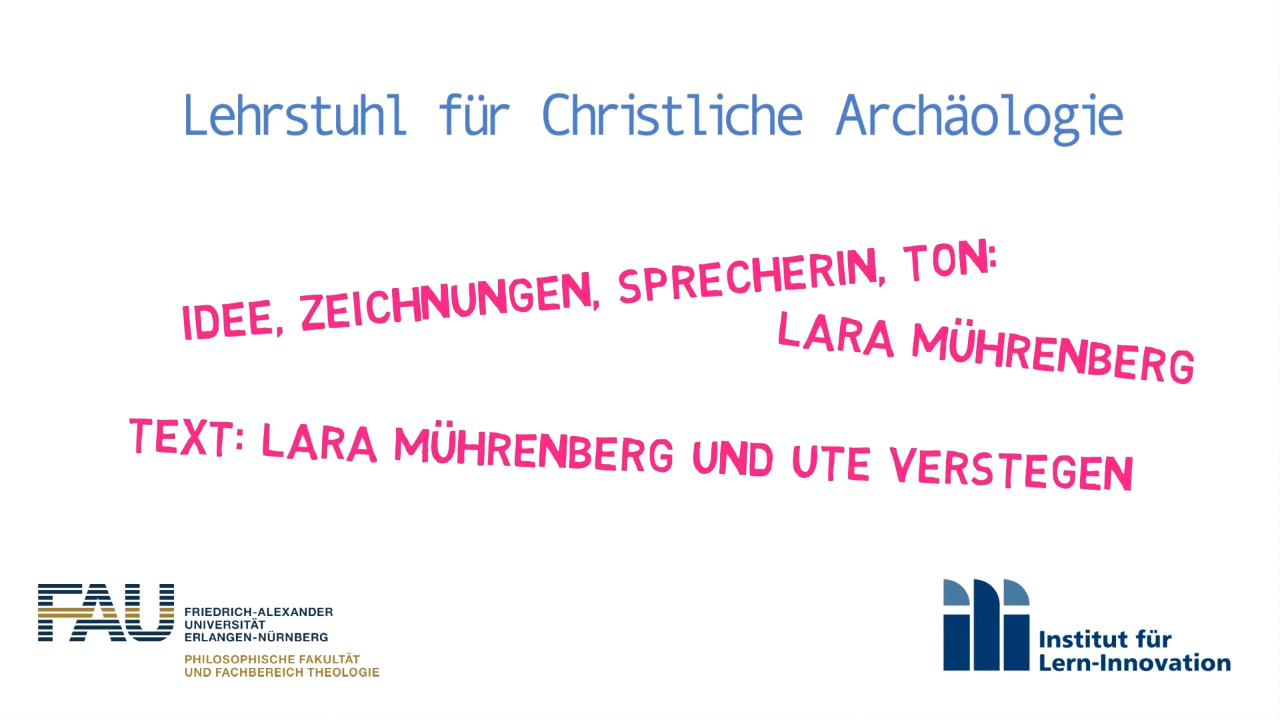 Lehrstuhl für Christliche Archäologie
IDEE, ZEICHNUNGEN, SPRECHERIN, TON:
LARA MÜHRENBERG
TEXT: LARA MÜHRENBERG UND UTE VERSTEGEN
FAU
FRIEDRICH-ALEXANDER
UNIVERSITÄT
ERLANGEN-NÜRNBERG
PHILOSOPHISCHE FAKULTÄT
UND FACHBEREICH THEOLOGIE
Institut für
Lern-Innovation